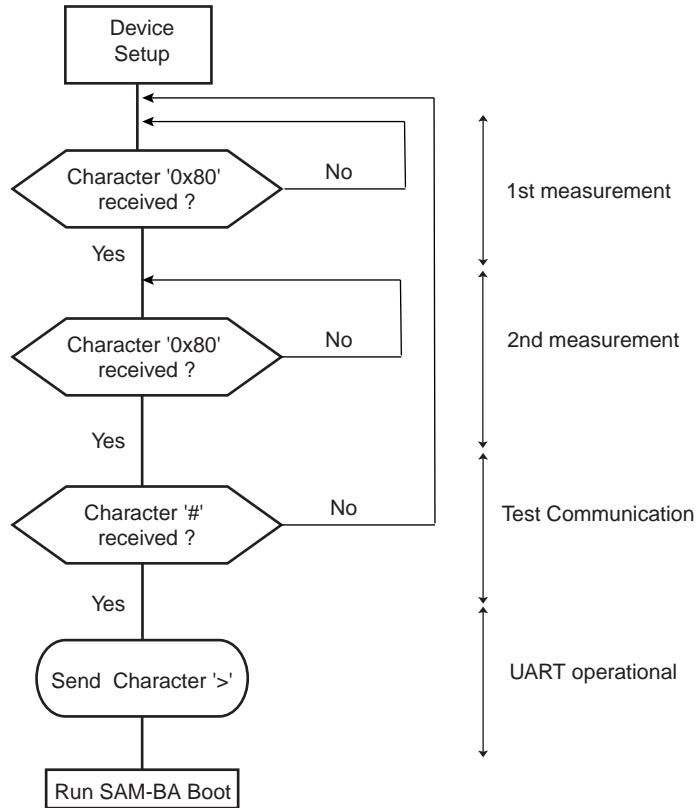 Device
Setup
Character '0x80'
received ?
No
1st measurement
Yes
Character '0x80'
received ?
No
2nd measurement
Yes
Character '#'
received ?
No
Test Communication
Yes
Send Character '>'
UART operational
Run SAM-BA Boot